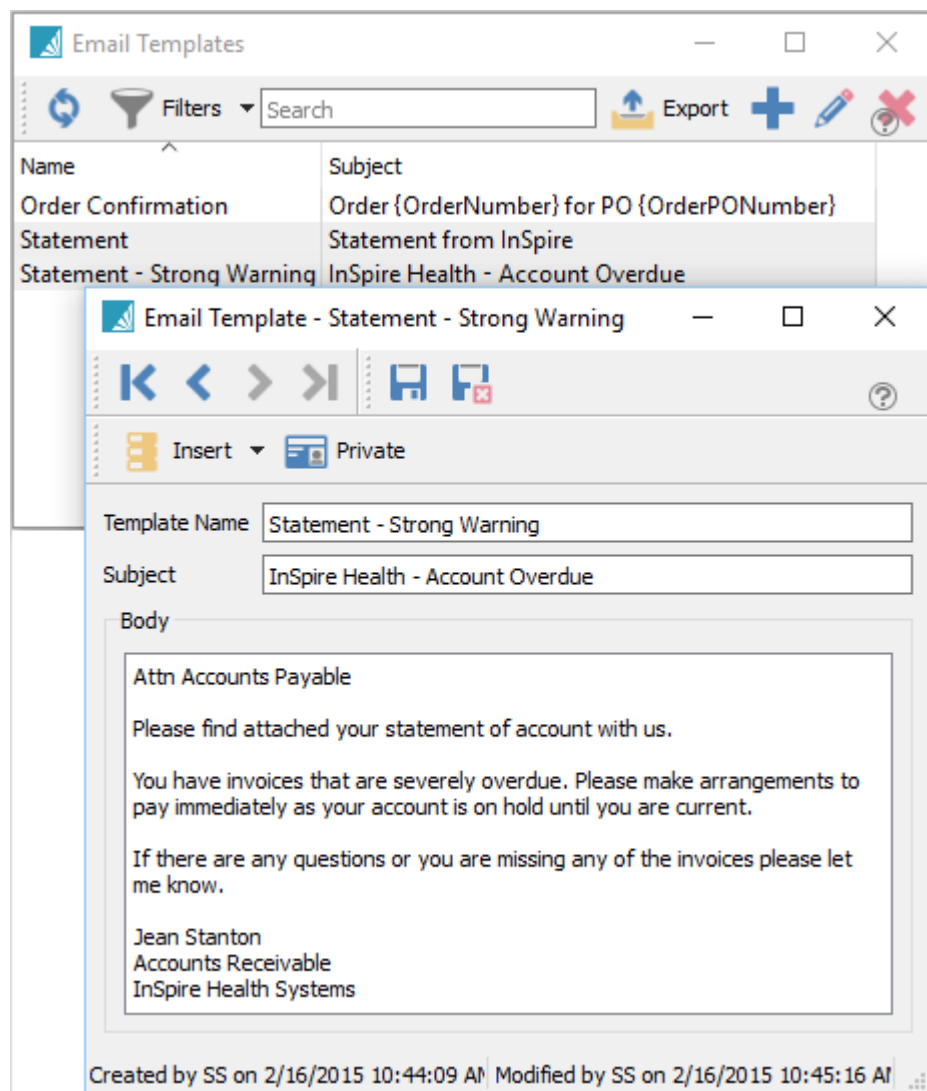 Email Templates
Filters Search Export
Name Subject
Order Confirmation Order {OrderNumber} for PO {OrderPONumber}
Statement Statement from InSpire
Statement - Strong Warning InSpire Health - Account Overdue
Email Template - Statement - Strong Warning
Insert Private
Template Name Statement - Strong Warning
Subject InSpire Health - Account Overdue
Body
Attn Accounts Payable
Please find attached your statement of account with us.
You have invoices that are severely overdue. Please make arrangements to
pay immediately as your account is on hold until you are current.
If there are any questions or you are missing any of the invoices please let
me know.
Jean Stanton
Accounts Receivable
InSpire Health Systems
Created by SS on 2/16/2015 10:44:09 AM Modified by SS on 2/16/2015 10:45:16 AM